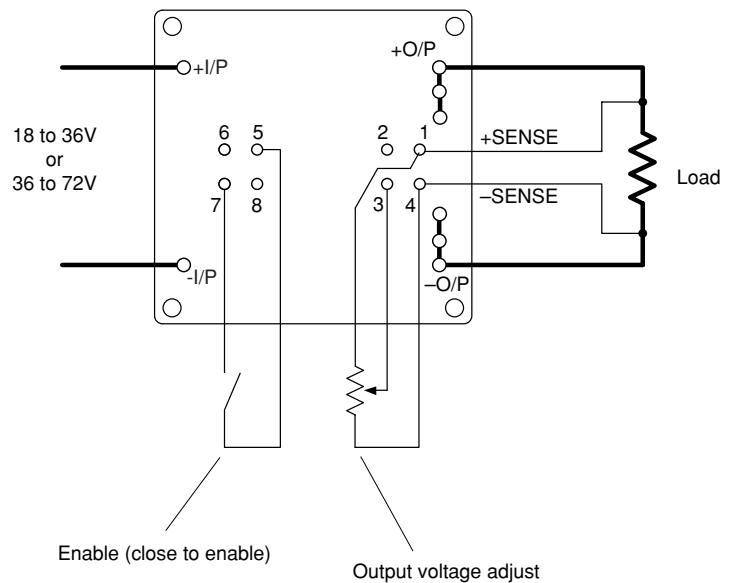 +I/P
+O/P
18 to 36V
or
36 to 72V
6 5
2 1
+SENSE
7 8
3 4
–SENSE
Load
-I/P
–O/P
Enable (close to enable)
Output voltage adjust